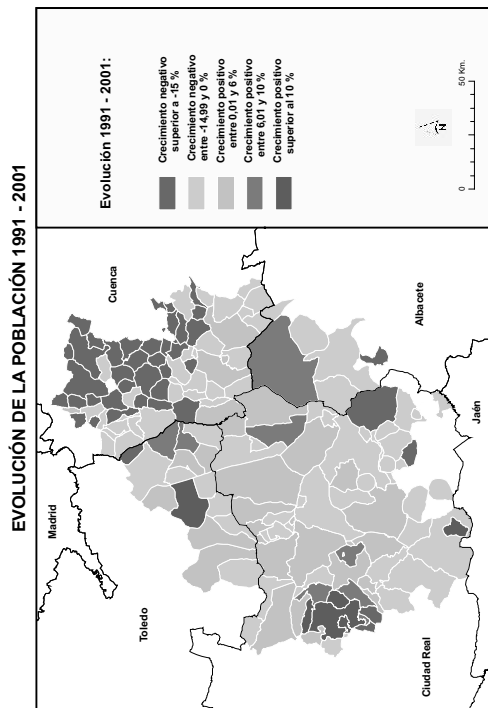 EVOLUCIÓN DE LA POBLACIÓN 1991 - 2001
Madrid
Toledo
Cuenca
Ciudad Real
Jaén
Albacete
Evolución 1991 - 2001:
Crecimiento negativo
superior a -15 %
Crecimiento negativo
entre -14,99 y 0 %
Crecimiento positivo
entre 0,01 y 6 %
Crecimiento positivo
entre 6,01 y 10 %
Crecimiento positivo
superior al 10 %
N
0 50 Km.